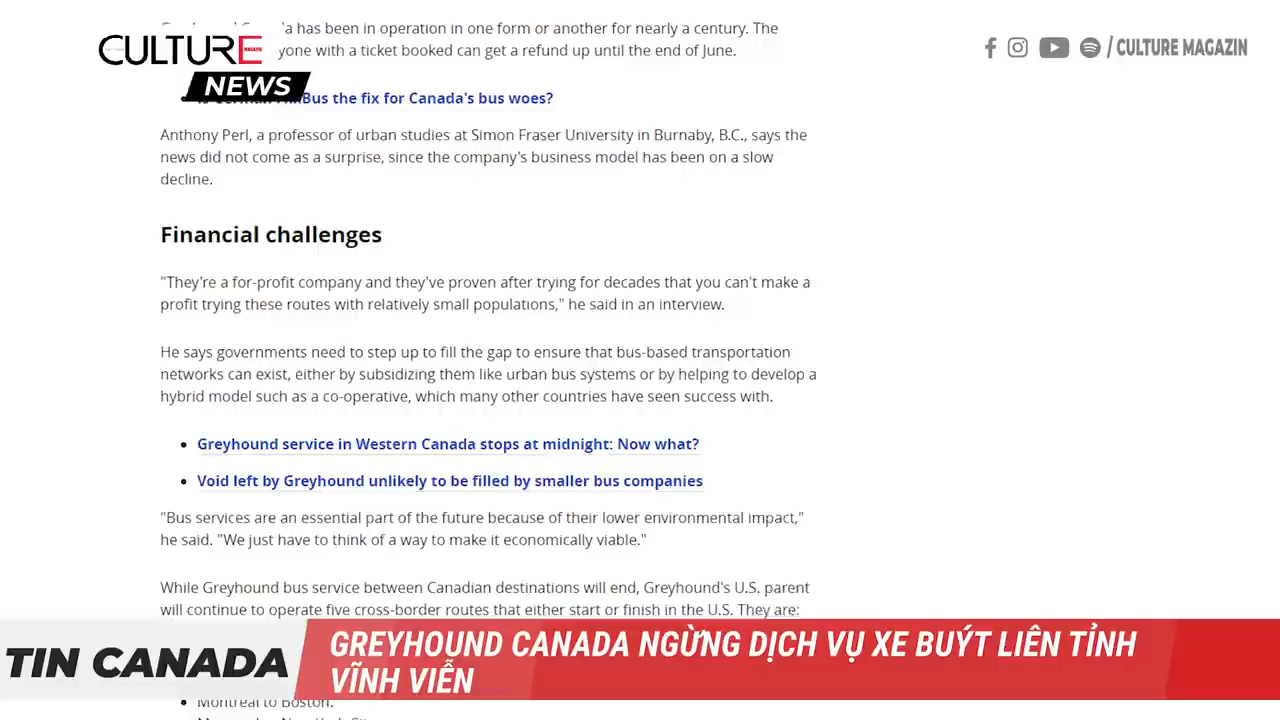 a has been in operation in one form or another for nearly a century. The
CULTURE
MAGAZIN
yone with a ticket booked can get a refund up until the end of June.
/ CULTURE MAGAZIN
NEWS
Bus the fix for Canada's bus woes?
Anthony Perl, a professor of urban studies at Simon Fraser University in Burnaby, B.C., says the
news did not come as a surprise, since the company's business model has been on a slow
decline.
Financial challenges
"They're a for-profit company and they've proven after trying for decades that you can't make a
profit trying these routes with relatively small populations," he said in an interview.
He says governments need to step up to fill the gap to ensure that bus-based transportation
networks can exist, either by subsidizing them like urban bus systems or by helping to develop a
hybrid model such as a co-operative, which many other countries have seen success with.
• Greyhound service in Western Canada stops at midnight: Now what?
• Void left by Greyhound unlikely to be filled by smaller bus companies
"Bus services are an essential part of the future because of their lower environmental impact,"
he said. "We just have to think of a way to make it economically viable."
While Greyhound bus service between Canadian destinations will end, Greyhound's U.S. parent
will continue to operate five cross-border routes that either start or finish in the U.S. They are:
TIN CANADA
GREYHOUND CANADA NGỪNG DỊCH VỤ XE BUÝT LIÊN TỈNH
VĨNH VIỄN
• Montreal to Boston.